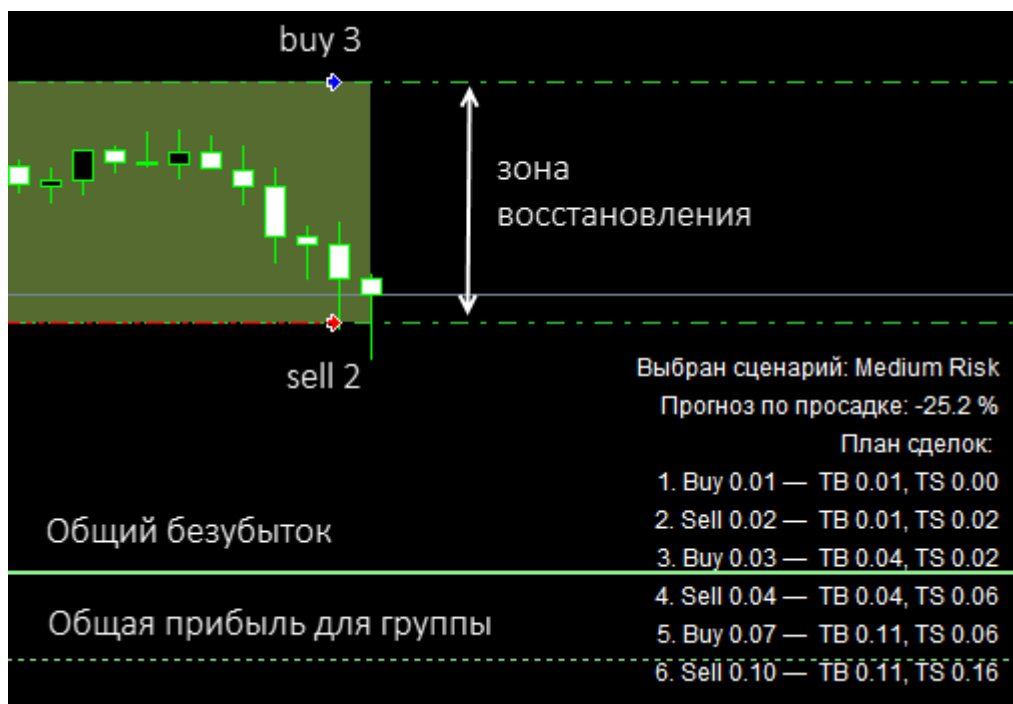 buy 3
зона
восстановления
sell 2
Выбран сценарий: Medium Risk
Прогноз по просадке: -25.2 %
План сделок:
1. Buy 0.01 — TB 0.01, TS 0.00
2. Sell 0.02 — TB 0.01, TS 0.02
3. Buy 0.03 — TB 0.04, TS 0.02
4. Sell 0.04 — TB 0.04, TS 0.06
5. Buy 0.07 — TB 0.11, TS 0.06
6. Sell 0.10 — TB 0.11, TS 0.16
Общий безубыток
Общая прибыль для группы